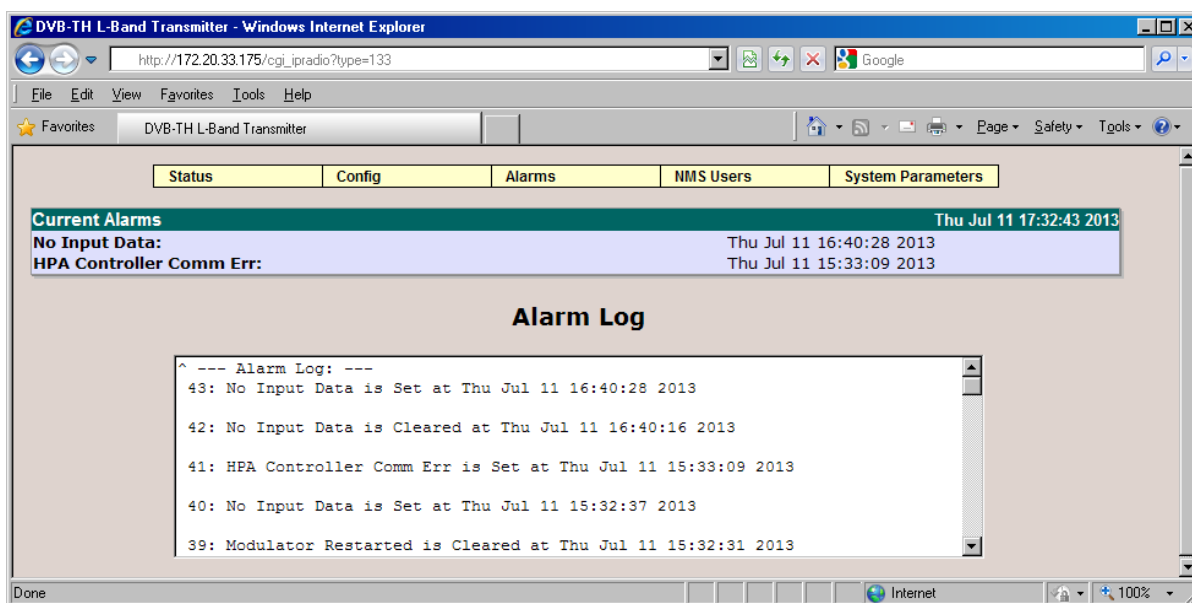 DVB-TH L-Band Transmitter - Windows Internet Explorer
http://172.20.33.175/cgi_ipradio?type=133
Google
File Edit View Favorites Tools Help
Favorites DVB-TH L-Band Transmitter Page Safety Tools
Status Config Alarms NMS Users System Parameters
Current Alarms Thu Jul 11 17:32:43 2013
No Input Data: Thu Jul 11 16:40:28 2013
HPA Controller Comm Err: Thu Jul 11 15:33:09 2013
Alarm Log
^ --- Alarm Log: ---
43: No Input Data is Set at Thu Jul 11 16:40:28 2013
42: No Input Data is Cleared at Thu Jul 11 16:40:16 2013
41: HPA Controller Comm Err is Set at Thu Jul 11 15:33:09 2013
40: No Input Data is Set at Thu Jul 11 15:32:37 2013
39: Modulator Restarted is Cleared at Thu Jul 11 15:32:31 2013
Done Internet 100%